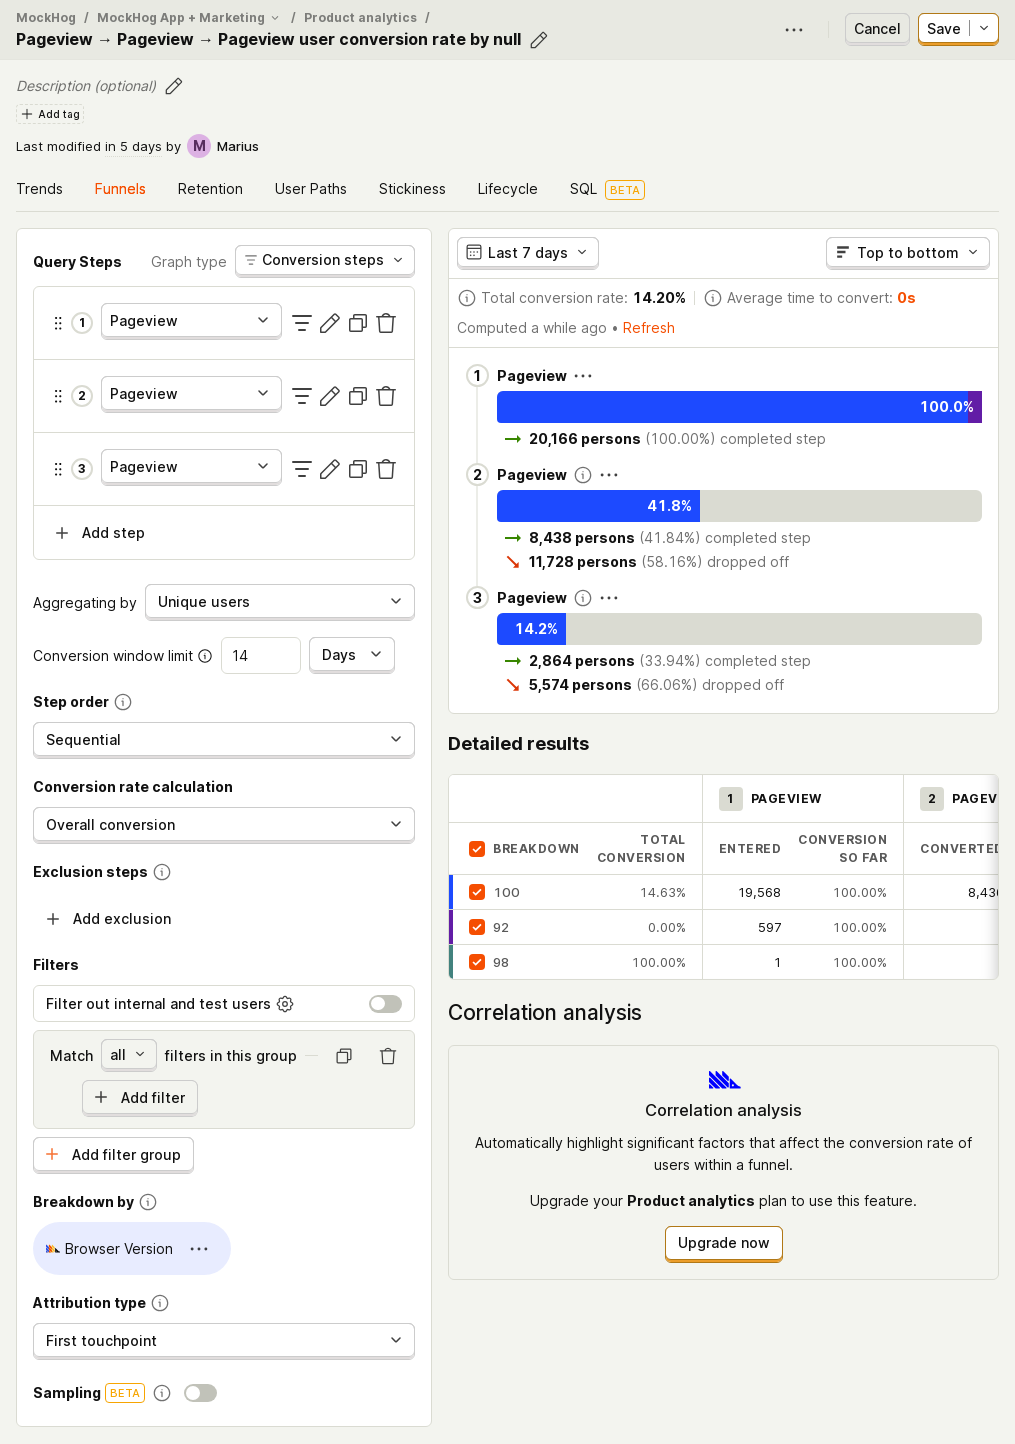 MockHog / MockHog App + Marketing / Product analytics /
Pageview → Pageview → Pageview user conversion rate by null
Cancel
Save
Description (optional)
Add tag
Last modified in 5 days by M Marius
Trends
Funnels
Retention
User Paths
Stickiness
Lifecycle
SQL BETA
Query Steps
Graph type
Conversion steps
1 Pageview
2 Pageview
3 Pageview
Add step
Aggregating by Unique users
Conversion window limit 14 Days
Step order
Sequential
Conversion rate calculation
Overall conversion
Exclusion steps
Add exclusion
Filters
Filter out internal and test users
Match all filters in this group
Add filter
Add filter group
Breakdown by
Browser Version
Attribution type
First touchpoint
Sampling BETA
Last 7 days
Top to bottom
Total conversion rate: 14.20%
Average time to convert: 0s
Computed a while ago • Refresh
1 Pageview
100.0%
20,166 persons (100.00%) completed step
2 Pageview
41.8%
8,438 persons (41.84%) completed step
11,728 persons (58.16%) dropped off
3 Pageview
14.2%
2,864 persons (33.94%) completed step
5,574 persons (66.06%) dropped off
Detailed results
1 PAGEVIEW 2 PAGEV
BREAKDOWN TOTAL CONVERSION ENTERED CONVERSION SO FAR CONVERTED
100 14.63% 19,568 100.00% 8,43
92 0.00% 597 100.00%
98 100.00% 1 100.00%
Correlation analysis
Correlation analysis
Automatically highlight significant factors that affect the conversion rate of
users within a funnel.
Upgrade your Product analytics plan to use this feature.
Upgrade now